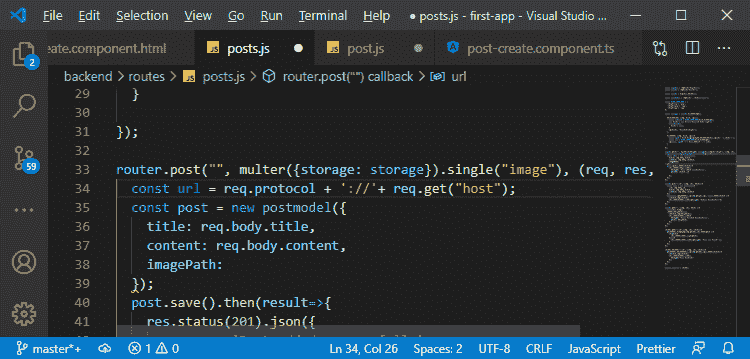 File Edit Selection View Go Run Terminal Help
posts.js - first-app - Visual Studio ...
eate.component.html
posts.js
post.js
post-create.component.ts
backend > routes > posts.js > router.post("") callback > url
29 }
30
31 });
32
33 router.post("", multer({storage: storage}).single("image"), (req, res,
34 const url = req.protocol + '://'+ req.get("host");
35 const post = new postmodel({
36 title: req.body.title,
37 content: req.body.content,
38 imagePath:
39 });
40 post.save().then(result=>{
41 res.status(201).json({
2
59
master*+ 1 0 Ln 34, Col 26 Spaces: 2 UTF-8 CRLF JavaScript Prettier